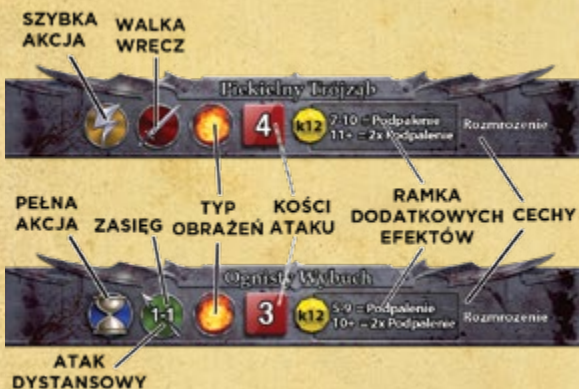 SZYBKA AKCJA
WALKA WRĘCZ
Piekielny Trójząb
4
k12
7-10 = Podpalenie
11+ = 2x Podpalenie
Rozmrożenie
PEŁNA AKCJA
ZASIĘG
TYP OBRAŻEŃ
KOŚCI ATAKU
RAMKA DODATKOWYCH EFEKTÓW
CECHY
Ognisty Wybuch
1-1
3
k12
5-9 = Podpalenie
10+ = 2x Podpalenie
Rozmrożenie
ATAK DYSTANSOWY